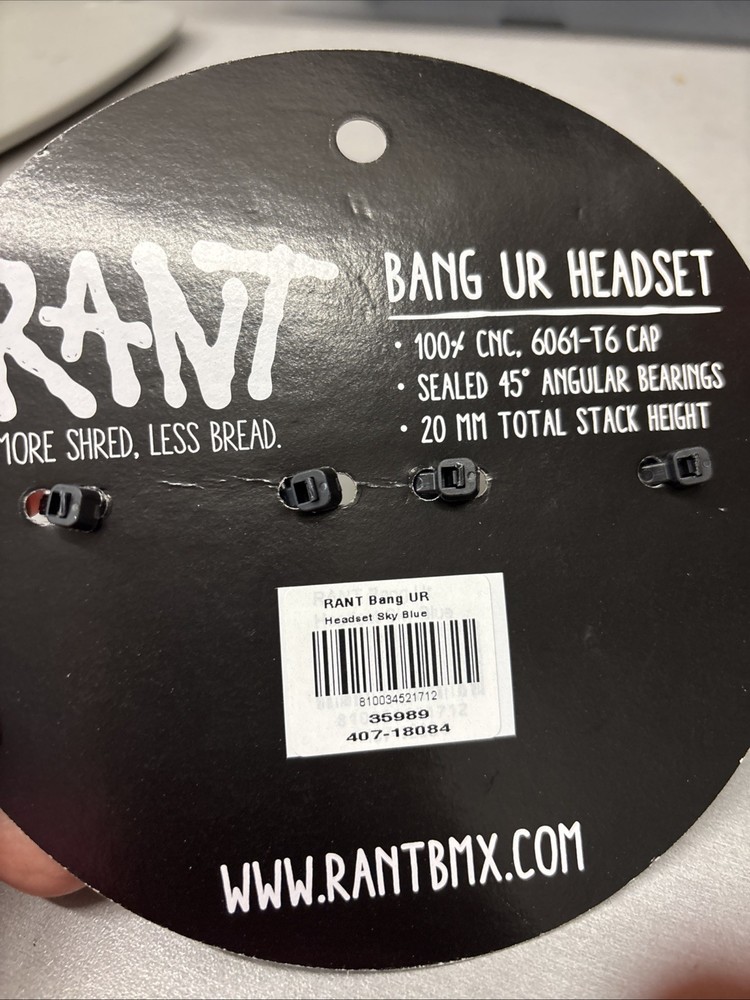 RANT
MORE SHRED, LESS BREAD.
BANG UR HEADSET
• 100% CNC, 6061-T6 CAP
• SEALED 45° ANGULAR BEARINGS
• 20 MM TOTAL STACK HEIGHT
RANT Bang UR
Headset Sky Blue
810034521712
35989
407-18084
WWW.RANTBMX.COM